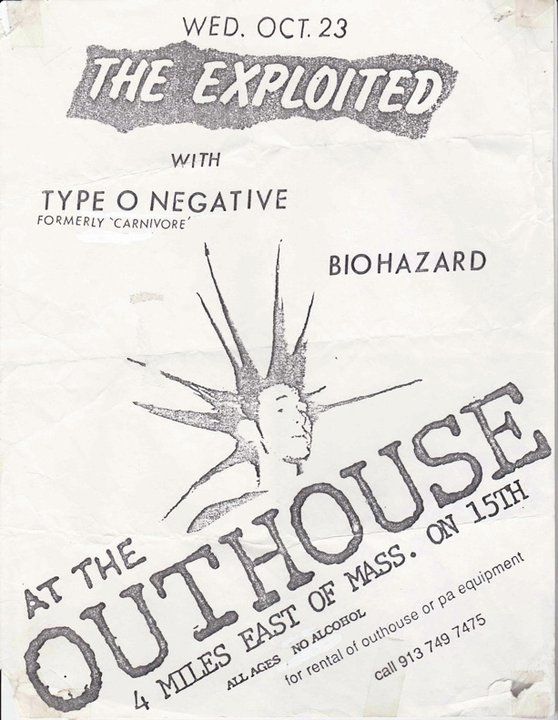 WED. OCT. 23
THE EXPLOITED
WITH
TYPE O NEGATIVE
FORMERLY 'CARNIVORE'
BIOHAZARD
AT THE
OUTHOUSE
4 MILES EAST OF MASS. ON 15TH
ALL AGES NO ALCOHOL
for rental of outhouse or pa equipment
call 913 749 7475